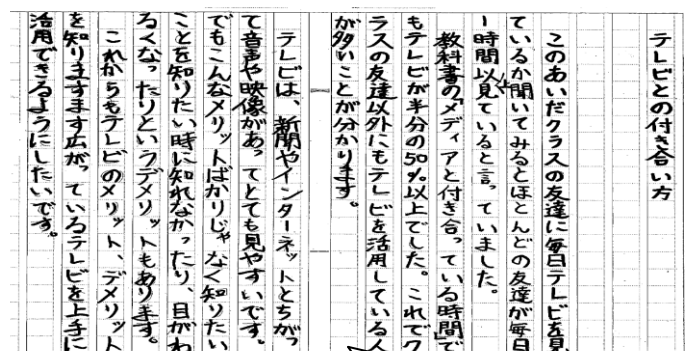 テレビとの付き合い方
このあいだクラスの友達に毎日テレビを見
ているか聞いてみるとほとんどの友達が毎日
一時間以上見ていると言っていました。
教科書の「メディアと付き合っている時間」で
もテレビが半分の50%以上でした。これでク
ラスの友達以外にもテレビを活用している人
が多いことが分かります。
テレビは、新聞やインターネットとちがっ
て音声や映像があってとても見やすいです。
でもこんなメリットばかりじゃなく知りたい
ことを知りたい時に知れなかったり、目がわ
るくなったりというデメリットもあります。
これからもテレビのメリット、デメリット
を知りますます広がっているテレビを上手に
活用できるようにしたいです。